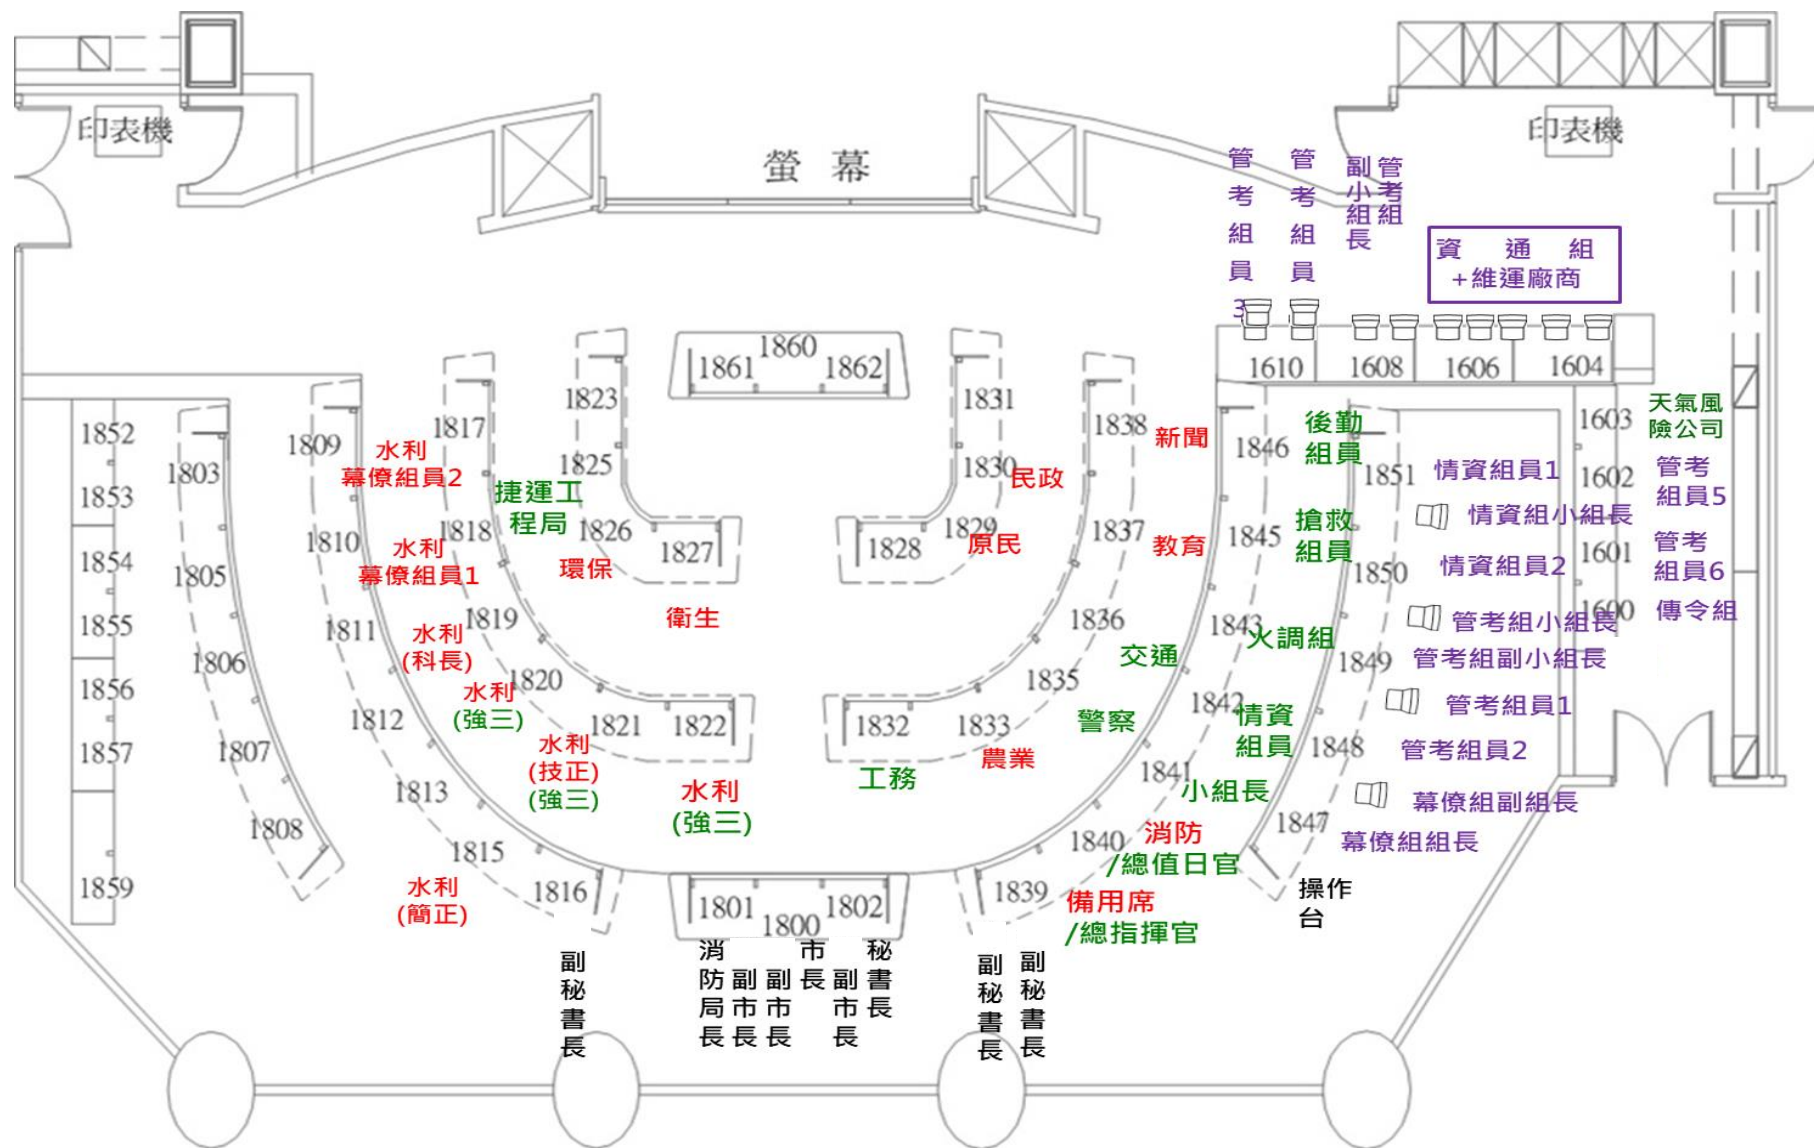 印表機
印表機
螢 幕
管考組員3
管考組員
副小組長
管考組
資 通 組
+維運廠商
1860
1861
1862
1610
1608
1606
1604
1823
1825
1826
1827
1831
1830
1829
1828
民政
原民
環保
衛生
1817
1818
1819
1820
1821
1822
捷運工
程局
1838
1837
1836
1835
1833
1832
農業
工務
1809
1810
1811
1812
1813
1815
1816
水利
幕僚組員2
水利
幕僚組員1
水利
(科長)
水利
(強三)
水利
(技正)
(強三)
水利
(強三)
水利
(簡正)
新聞
教育
交通
警察
1846
1845
1843
1842
1841
1840
1839
後勤
組員
搶救
組員
火調組
情資
組員
小組長
消防
/總值日官
備用席
/總指揮官
1803
1805
1806
1807
1808
1852
1853
1854
1855
1856
1857
1859
1851
1850
1849
1848
1847
情資組員1
情資組小組長
情資組員2
管考組小組長
管考組副小組長
管考組員1
管考組員2
幕僚組副組長
幕僚組組長
操作
台
1603
1602
1601
1600
天氣風
險公司
管考
組員5
管考
組員6
傳令組
1801
1802
1800
副秘書長
消防局長
副市長
副市長
市長
副市長
秘書長
副秘書長
副秘書長